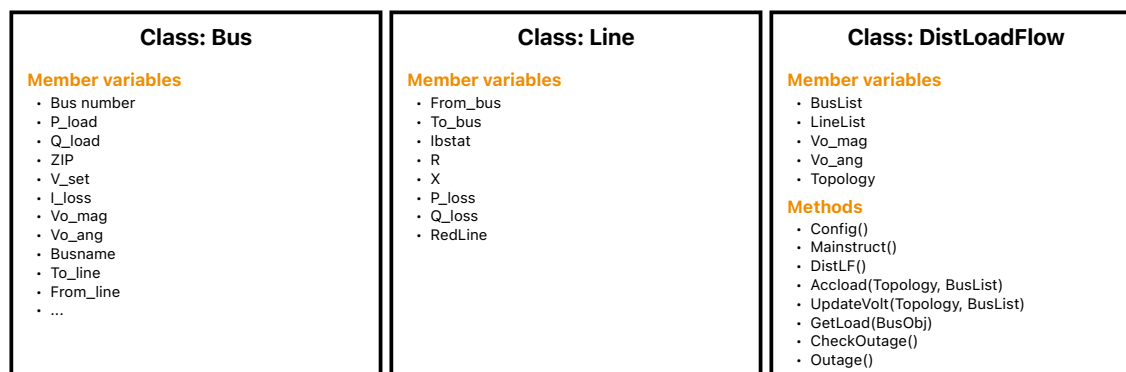 Class: Bus
Member variables
• Bus number
• P_load
• Q_load
• ZIP
• V_set
• I_loss
• Vo_mag
• Vo_ang
• Busname
• To_line
• From_line
• ...
Class: Line
Member variables
• From_bus
• To_bus
• Ibstat
• R
• X
• P_loss
• Q_loss
• RedLine
Class: DistLoadFlow
Member variables
• BusList
• LineList
• Vo_mag
• Vo_ang
• Topology
Methods
• Config()
• Mainstruct()
• DistLF()
• Accload(Topology, BusList)
• UpdateVolt(Topology, BusList)
• GetLoad(BusObj)
• CheckOutage()
• Outage()